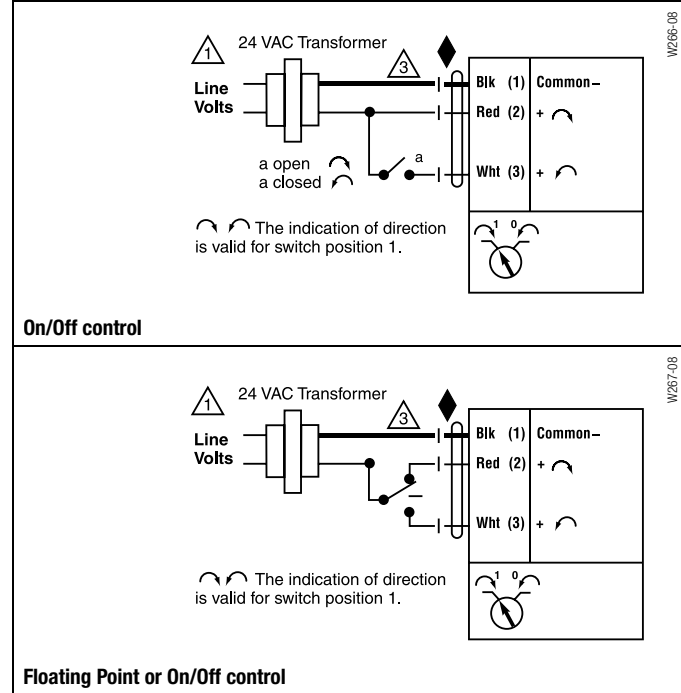 W266-08
24 VAC Transformer
1
3
Line
Volts
Blk (1) Common–
Red (2) +
Wht (3) +
a
a open
a closed
The indication of direction
is valid for switch position 1.
1 0
On/Off control
W267-08
24 VAC Transformer
1
3
Line
Volts
Blk (1) Common–
Red (2) +
Wht (3) +
The indication of direction
is valid for switch position 1.
1 0
Floating Point or On/Off control